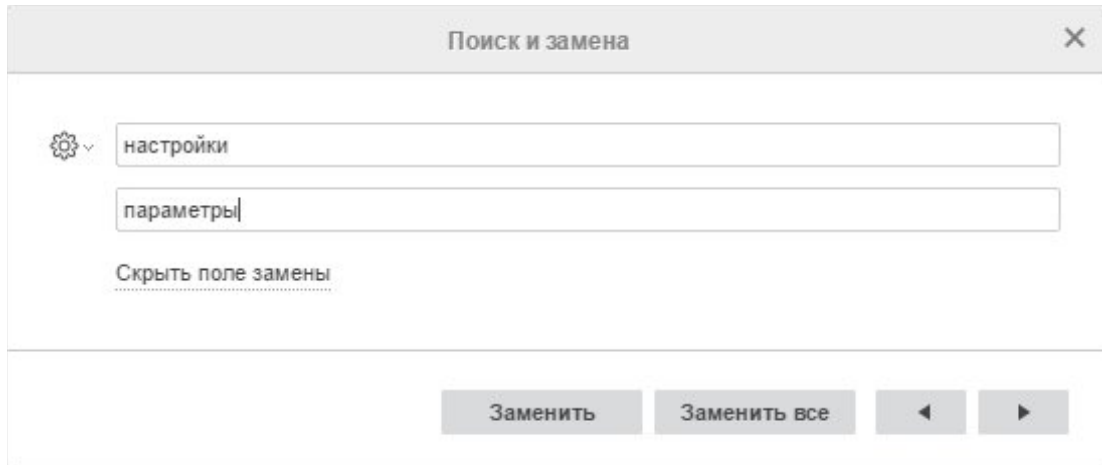 Поиск и замена
настройки
параметры
Скрыть поле замены
Заменить Заменить все